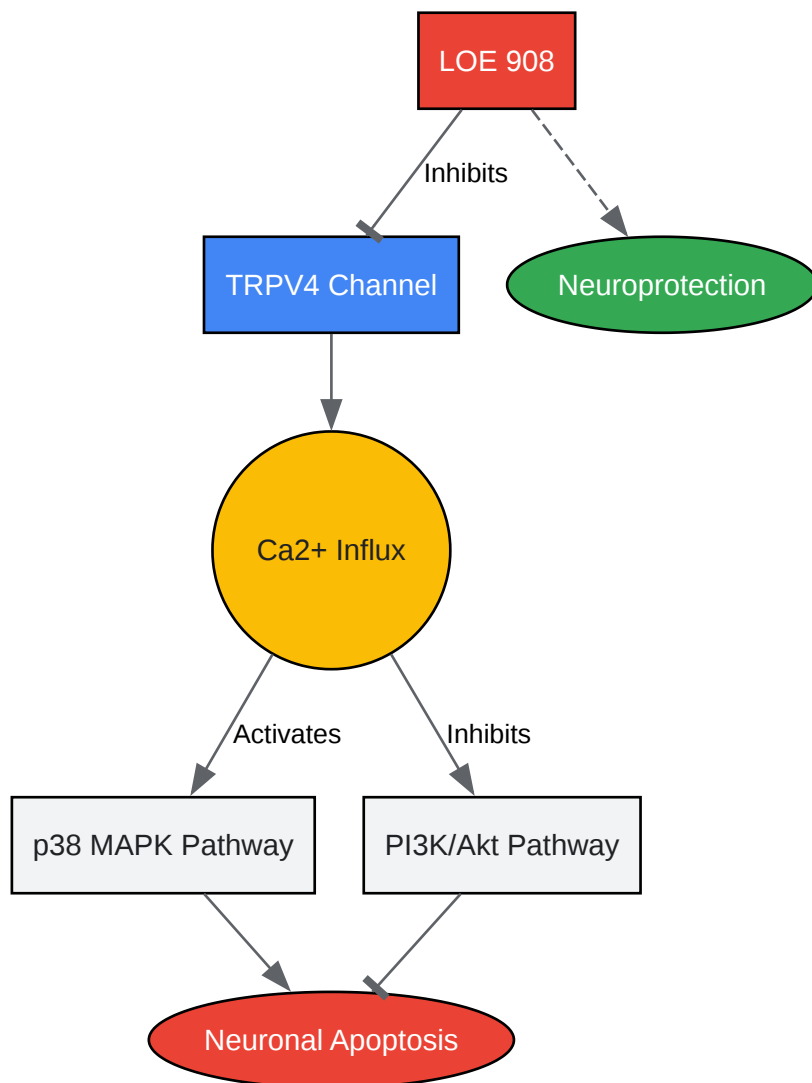 LOE 908
Inhibits
TRPV4 Channel
Neuroprotection
Ca2+ Influx
Activates
Inhibits
p38 MAPK Pathway
PI3K/Akt Pathway
Neuronal Apoptosis